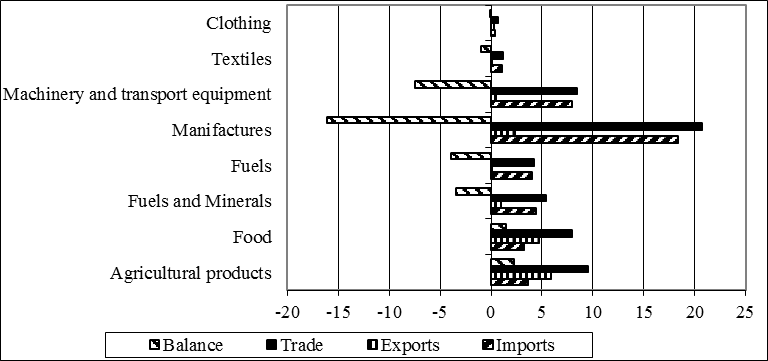 Clothing
Textiles
Machinery and transport equipment
Manifactures
Fuels
Fuels and Minerals
Food
Agricultural products
-20 -15 -10 -5 0 5 10 15 20 25
Balance Trade Exports Imports